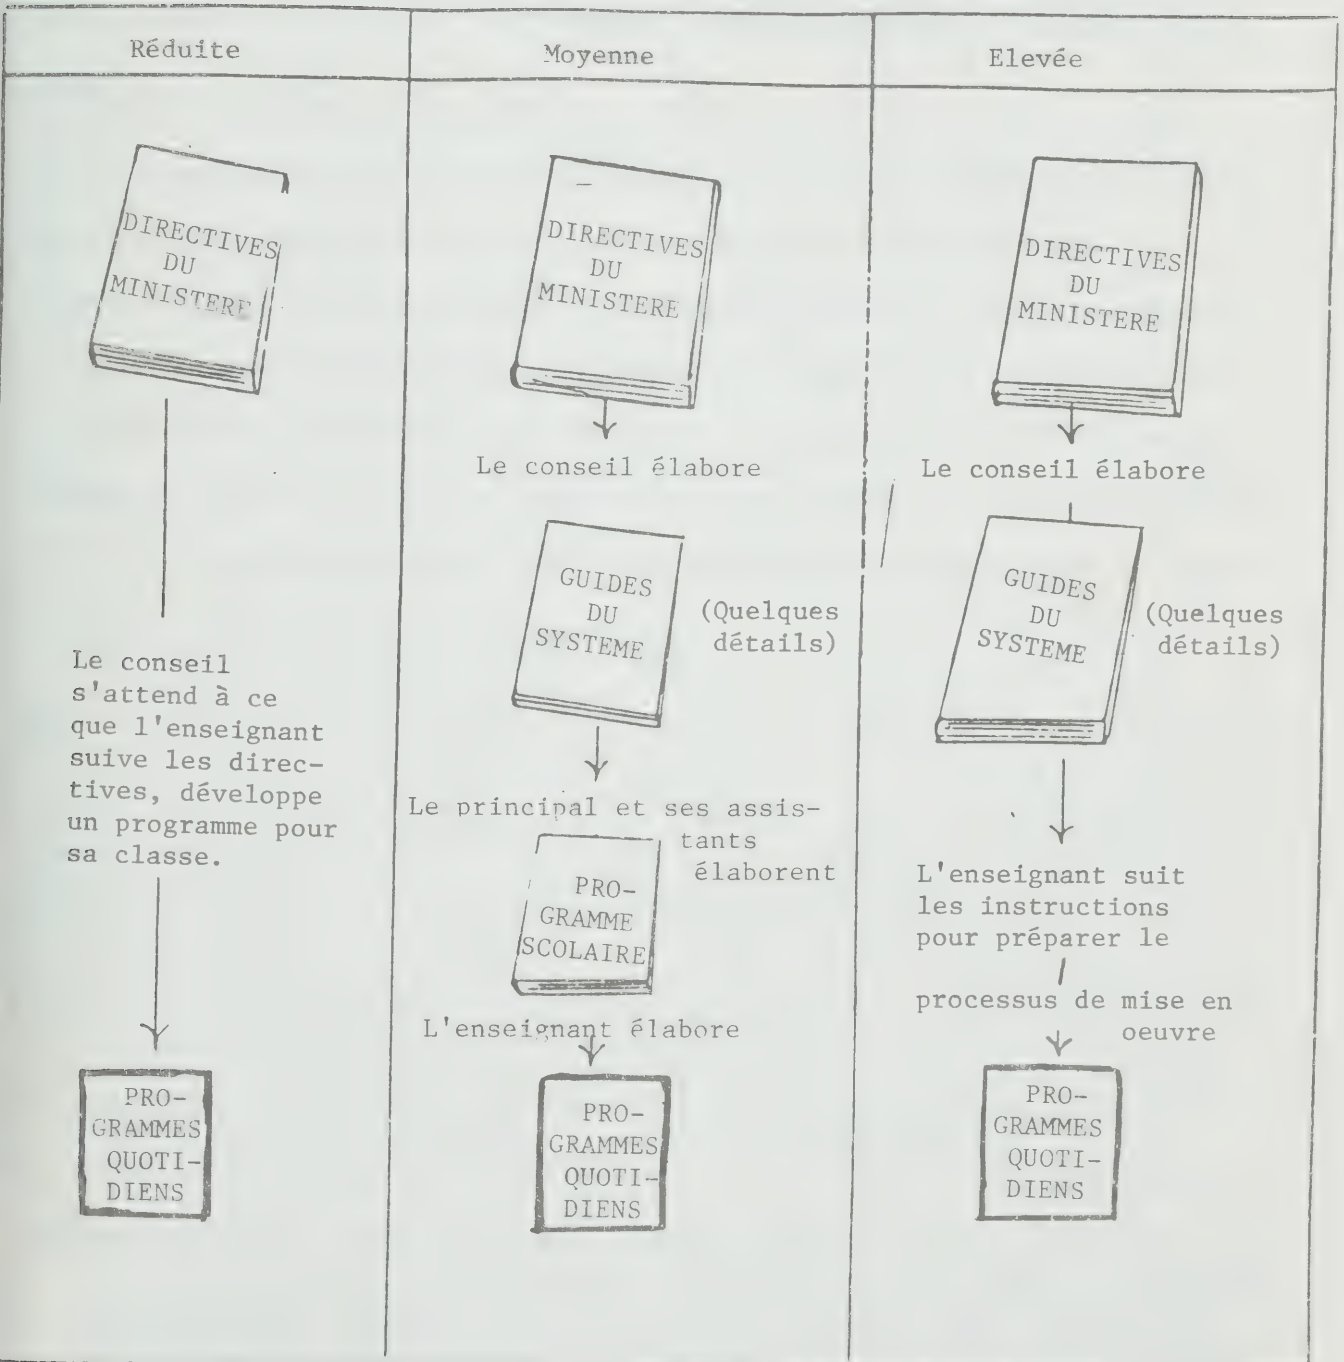 Réduite
Moyenne
Elevée
DIRECTIVES
DU
MINISTERE
Le conseil
s'attend à ce
que l'enseignant
suive les direc-
tives, développe
un programme pour
sa classe.
PRO-
GRAMMES
QUOTI-
DIENS
DIRECTIVES
DU
MINISTERE
Le conseil élabore
GUIDES
DU
SYSTEME
(Quelques
détails)
Le principal et ses assis-
tants
élaborent
PRO-
GRAMME
SCOLAIRE
L'enseignant élabore
PRO-
GRAMMES
QUOTI-
DIENS
DIRECTIVES
DU
MINISTERE
Le conseil élabore
GUIDES
DU
SYSTEME
(Quelques
détails)
L'enseignant suit
les instructions
pour préparer le
processus de mise en
oeuvre
PRO-
GRAMMES
QUOTI-
DIENS